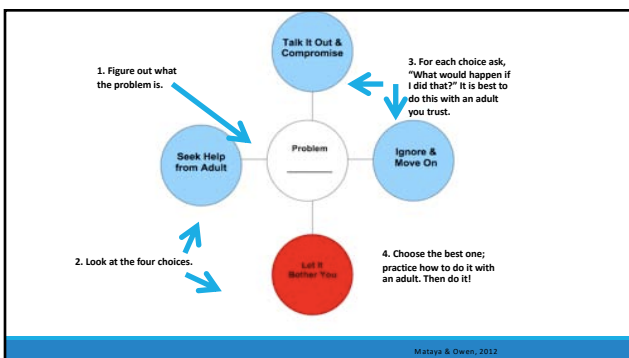 Talk It Out &
Compromise
1. Figure out what
the problem is.
3. For each choice ask,
"What would happen if
I did that?" It is best to
do this with an adult
you trust.
Problem
Seek Help
from Adult
Ignore &
Move On
2. Look at the four choices.
Let It
Bother You
4. Choose the best one;
practice how to do it with
an adult. Then do it!
Mataya & Owen, 2012